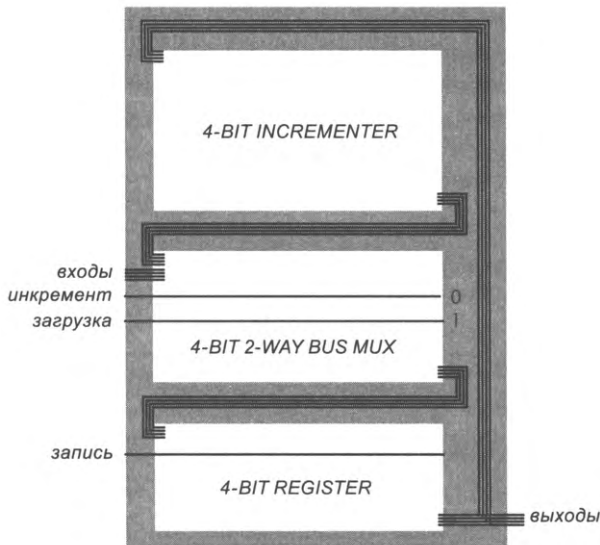 4-BIT INCREMENTER
входы
инкремент
0
загрузка
1
4-BIT 2-WAY BUS MUX
запись
4-BIT REGISTER
выходы